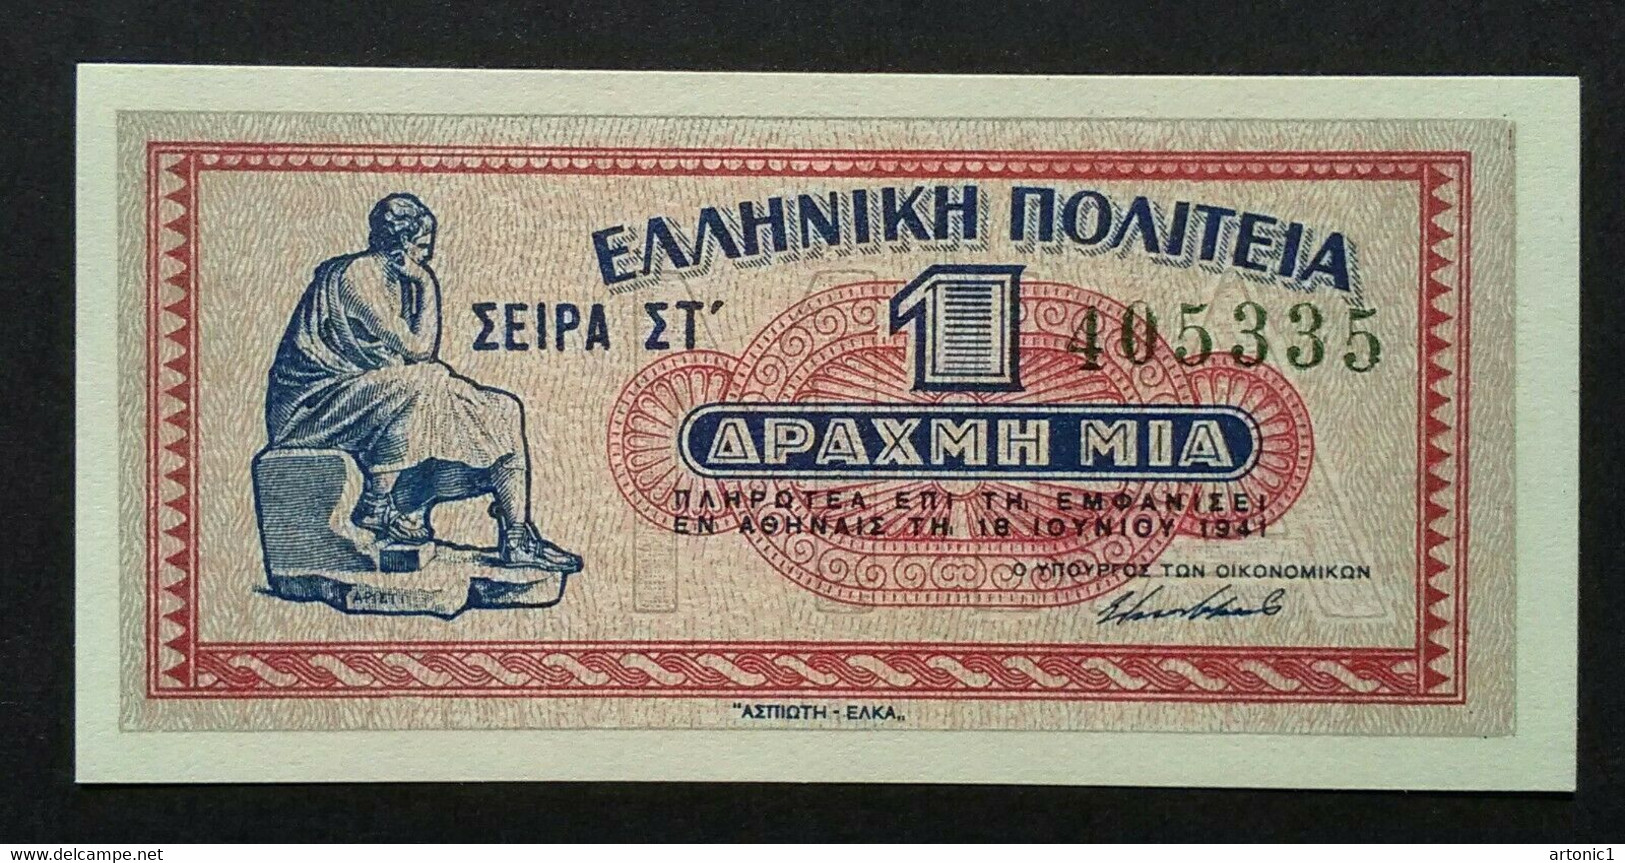 ΕΛΛΗΝΙΚΗ ΠΟΛΙΤΕΙΑ
ΣΕΙΡΑ ΣΤ΄ 1 405335
ΔΡΑΧΜΗ ΜΙΑ
ΠΛΗΡΩΤΕΑ ΕΠΙ ΤΗ ΕΜΦΑΝΙΣΕΙ
ΕΝ ΑΘΗΝΑΙΣ ΤΗ 18 ΙΟΥΝΙΟΥ 1941
Ο ΥΠΟΥΡΓΟΣ ΤΩΝ ΟΙΚΟΝΟΜΙΚΩΝ
"ΑΣΠΙΩΤΗ - ΕΛΚΑ„
www.delcampe.net
artonic1